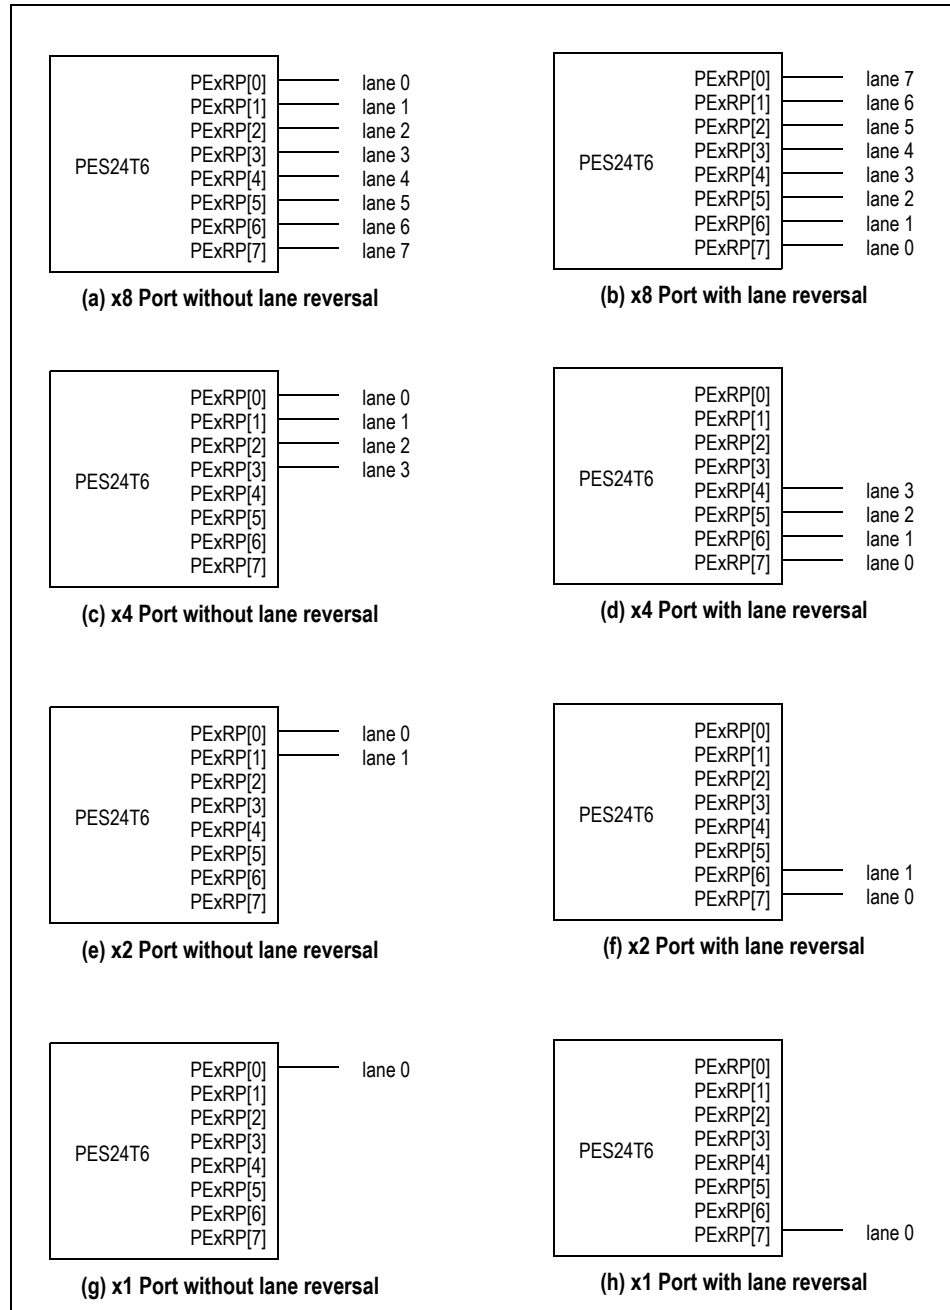 PExRP[0] lane 0
PExRP[1] lane 1
PExRP[2] lane 2
PExRP[3] lane 3
PES24T6
PExRP[4] lane 4
PExRP[5] lane 5
PExRP[6] lane 6
PExRP[7] lane 7
(a) x8 Port without lane reversal
PExRP[0] lane 7
PExRP[1] lane 6
PExRP[2] lane 5
PExRP[3] lane 4
PES24T6
PExRP[4] lane 3
PExRP[5] lane 2
PExRP[6] lane 1
PExRP[7] lane 0
(b) x8 Port with lane reversal
PExRP[0] lane 0
PExRP[1] lane 1
PExRP[2] lane 2
PExRP[3] lane 3
PES24T6
PExRP[4]
PExRP[5]
PExRP[6]
PExRP[7]
(c) x4 Port without lane reversal
PExRP[0]
PExRP[1]
PExRP[2]
PExRP[3]
PES24T6
PExRP[4] lane 3
PExRP[5] lane 2
PExRP[6] lane 1
PExRP[7] lane 0
(d) x4 Port with lane reversal
PExRP[0] lane 0
PExRP[1] lane 1
PExRP[2]
PExRP[3]
PES24T6
PExRP[4]
PExRP[5]
PExRP[6]
PExRP[7]
(e) x2 Port without lane reversal
PExRP[0]
PExRP[1]
PExRP[2]
PExRP[3]
PES24T6
PExRP[4]
PExRP[5]
PExRP[6] lane 1
PExRP[7] lane 0
(f) x2 Port with lane reversal
PExRP[0] lane 0
PExRP[1]
PExRP[2]
PExRP[3]
PES24T6
PExRP[4]
PExRP[5]
PExRP[6]
PExRP[7]
(g) x1 Port without lane reversal
PExRP[0]
PExRP[1]
PExRP[2]
PExRP[3]
PES24T6
PExRP[4]
PExRP[5]
PExRP[6]
PExRP[7] lane 0
(h) x1 Port with lane reversal